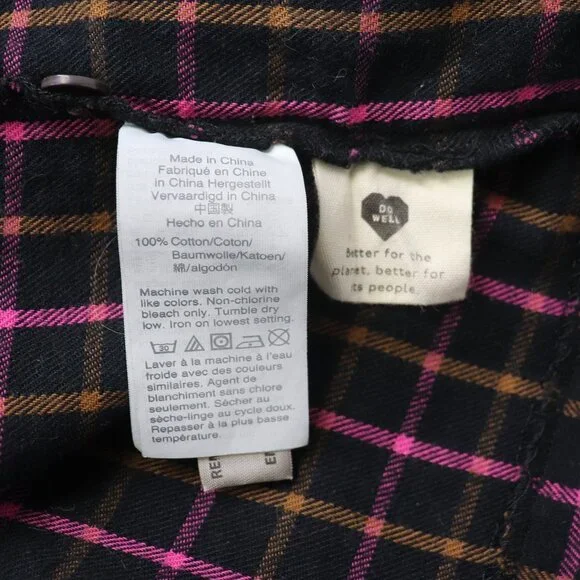 Made in China
Fabriqué en Chine
in China Hergestellt
Vervaardigd in China
中國製
Hecho en China
100% Cotton/Coton/
Baumwolle/Katoen/
綿/algodón
Machine wash cold with
like colors. Non-chlorine
bleach only. Tumble dry
low. Iron on lowest setting.
30
Laver à la machine à l'eau
froide avec des couleurs
similaires. Agent de
blanchiment sans chlore
seulement. Sécher au
sèche-linge au cycle doux.
Repasser à la plus basse
température.
DO
WELL
Better for the
planet, better for
its people.